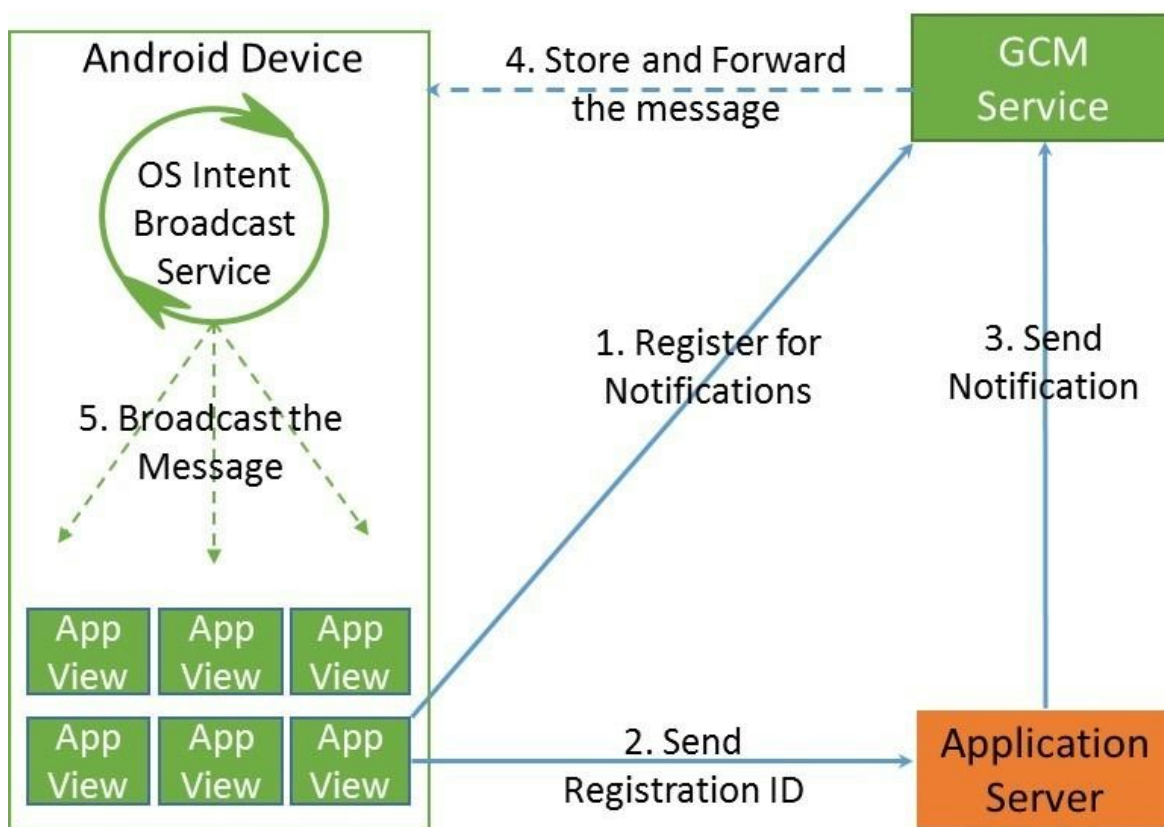 Android Device
OS Intent
Broadcast
Service
5. Broadcast the
Message
App
View
App
View
App
View
App
View
App
View
App
View
4. Store and Forward
the message
GCM
Service
1. Register for
Notifications
3. Send
Notification
2. Send
Registration ID
Application
Server